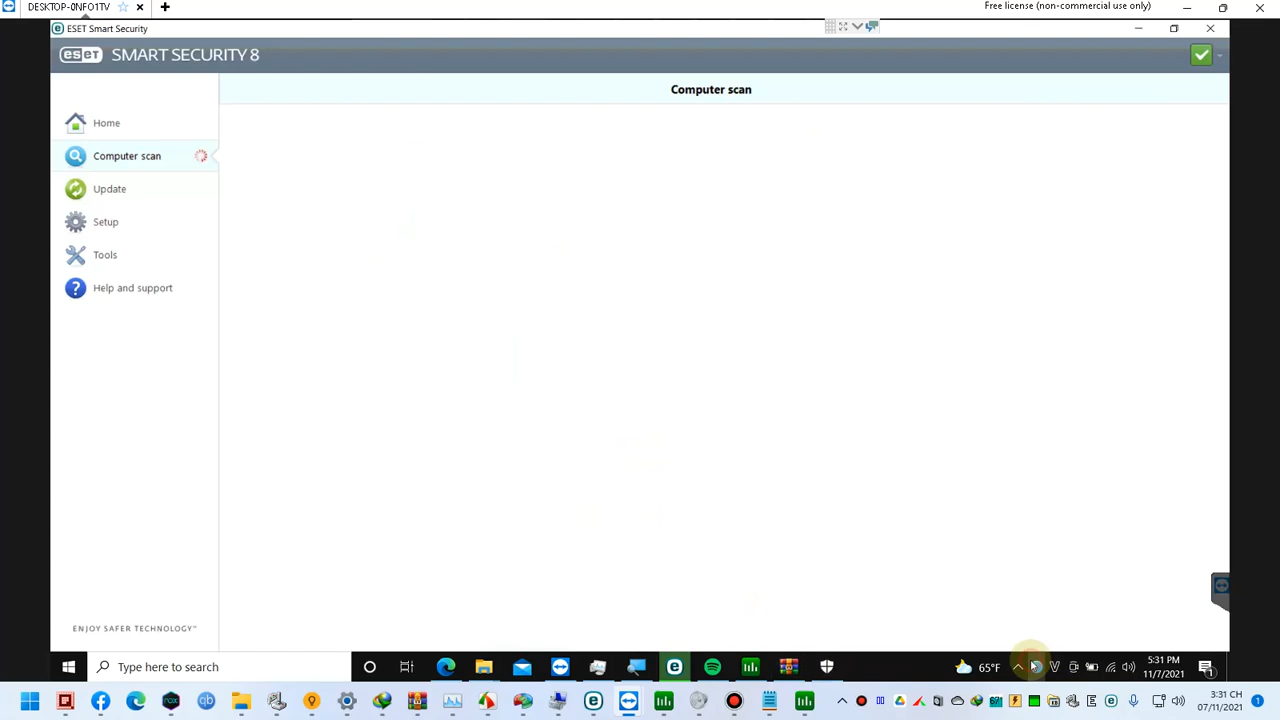 DESKTOP-0NFO1TV
Free license (non-commercial use only)
ESET Smart Security
eset SMART SECURITY 8
Computer scan
Home
Computer scan
Update
Setup
Tools
Help and support
ENJOY SAFER TECHNOLOGY™
Type here to search
65°F
5:31 PM
11/7/2021
1
3:31 CH
07/11/2021
1